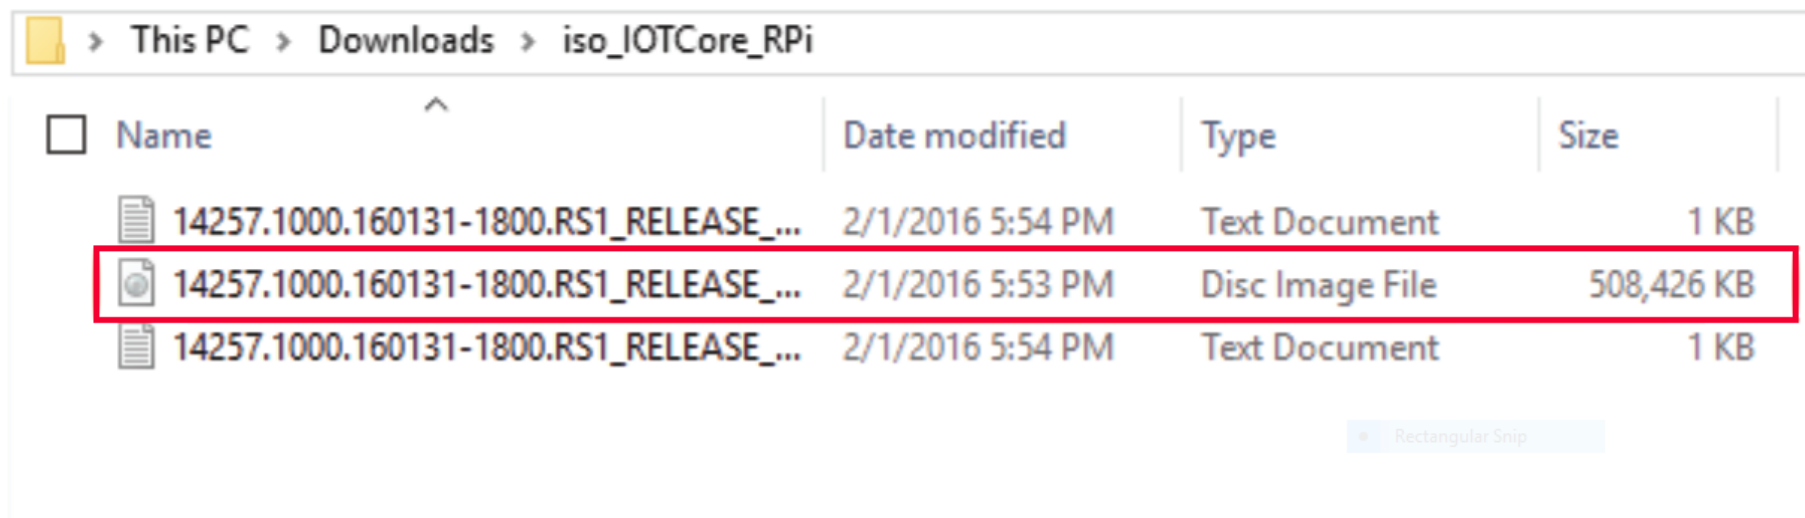 This PC > Downloads > iso_IOTCore_RPi
Name Date modified Type Size
14257.1000.160131-1800.RS1_RELEASE_... 2/1/2016 5:54 PM Text Document 1 KB
14257.1000.160131-1800.RS1_RELEASE_... 2/1/2016 5:53 PM Disc Image File 508,426 KB
14257.1000.160131-1800.RS1_RELEASE_... 2/1/2016 5:54 PM Text Document 1 KB
Rectangular Snip